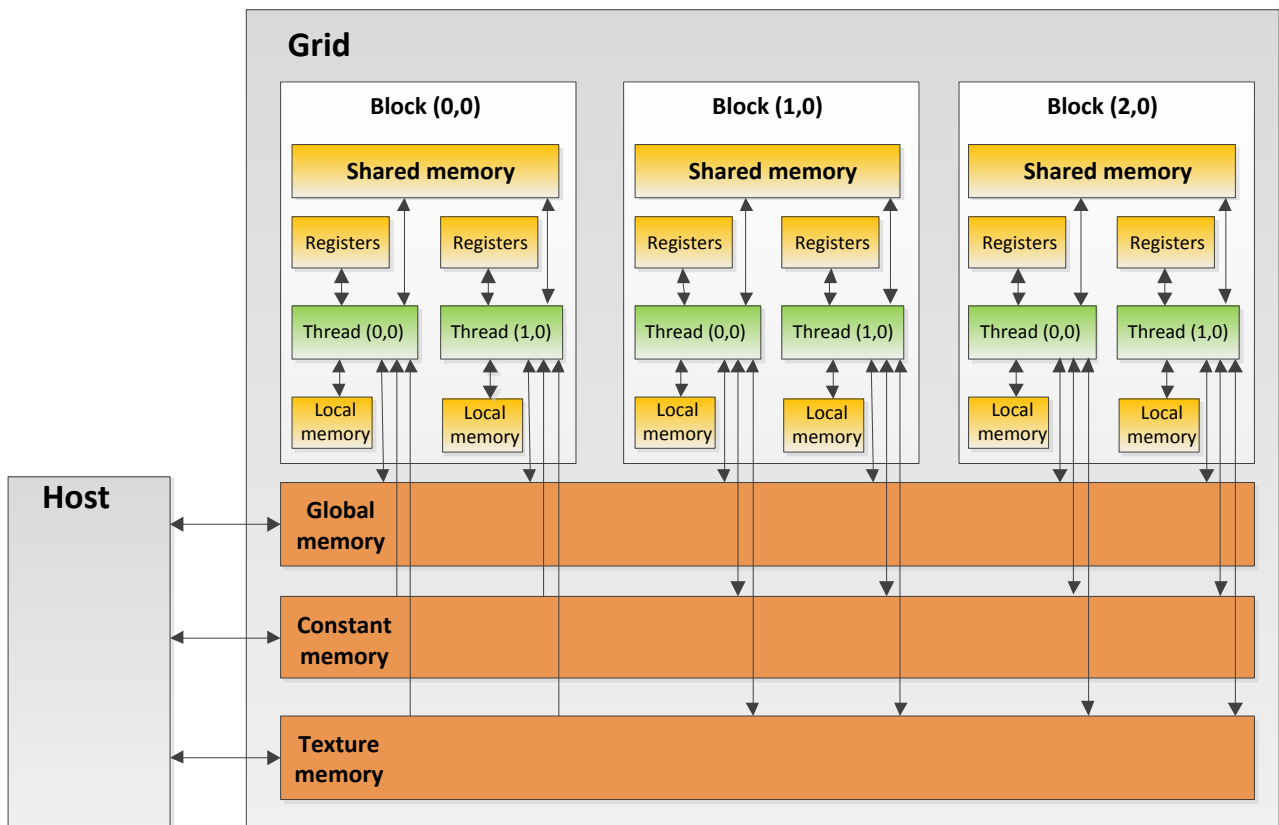 Grid
Block (0,0)
Block (1,0)
Block (2,0)
Shared memory
Shared memory
Shared memory
Registers
Registers
Registers
Registers
Registers
Registers
Thread (0,0)
Thread (1,0)
Thread (0,0)
Thread (1,0)
Thread (0,0)
Thread (1,0)
Local
memory
Local
memory
Local
memory
Local
memory
Local
memory
Local
memory
Host
Global
memory
Constant
memory
Texture
memory